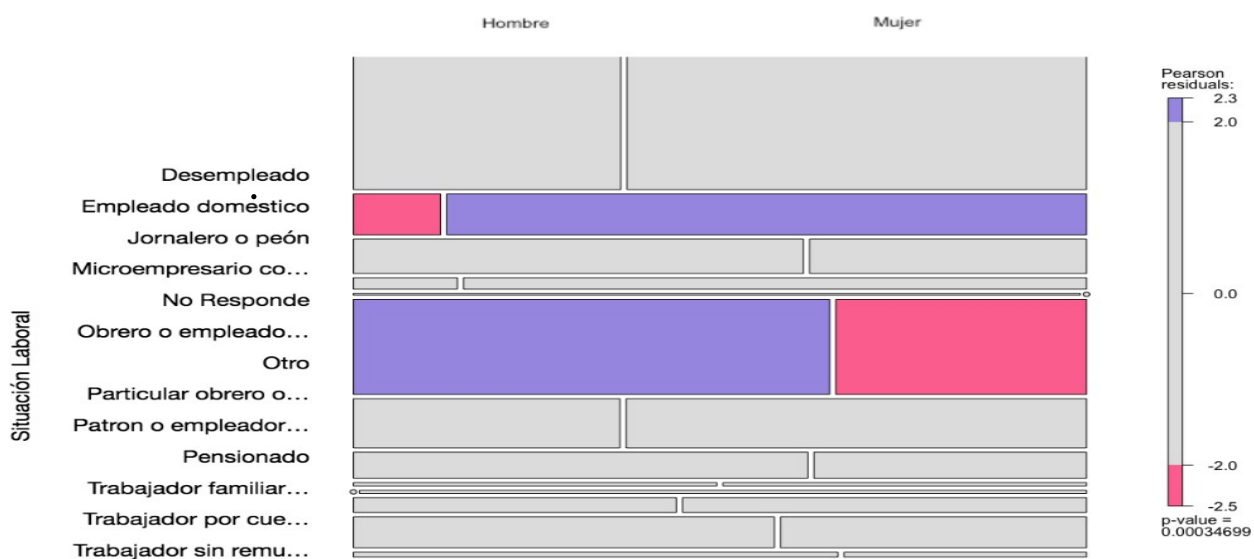 Hombre
Mujer
Pearson
residuals:
2.3
2.0
0.0
-2.0
-2.5
p-value =
0.00034699
Situación Laboral
Desempleado
Empleado doméstico
Jornalero o peón
Microempresario co...
No Responde
Obrero o empleado...
Otro
Particular obrero o...
Patron o empleador...
Pensionado
Trabajador familiar...
Trabajador por cue...
Trabajador sin remu...